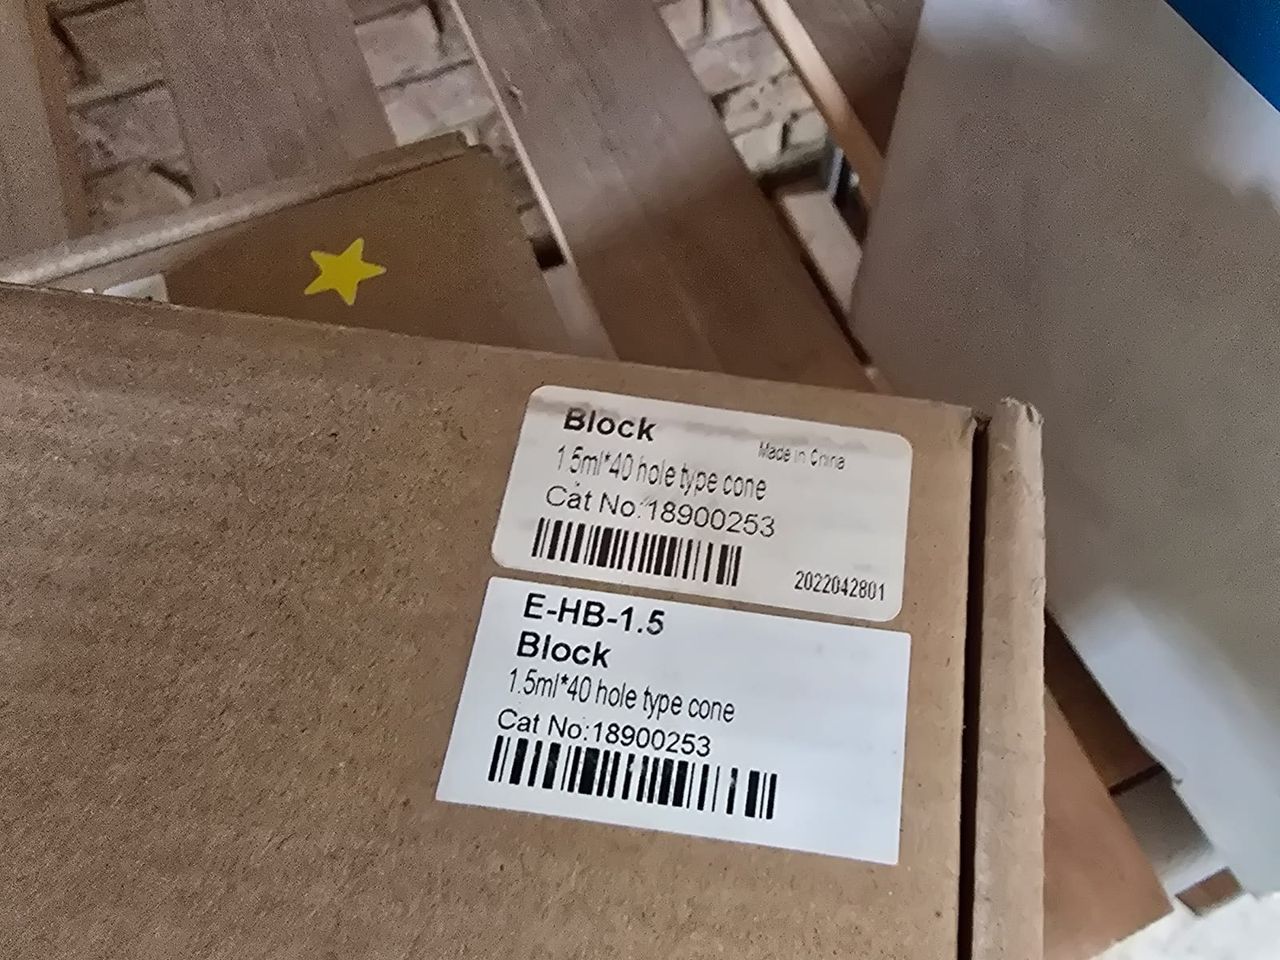 Block
Made in China
1.5ml*40 hole type cone
Cat No:18900253
2022042801
E-HB-1.5
Block
1.5ml*40 hole type cone
Cat No:18900253